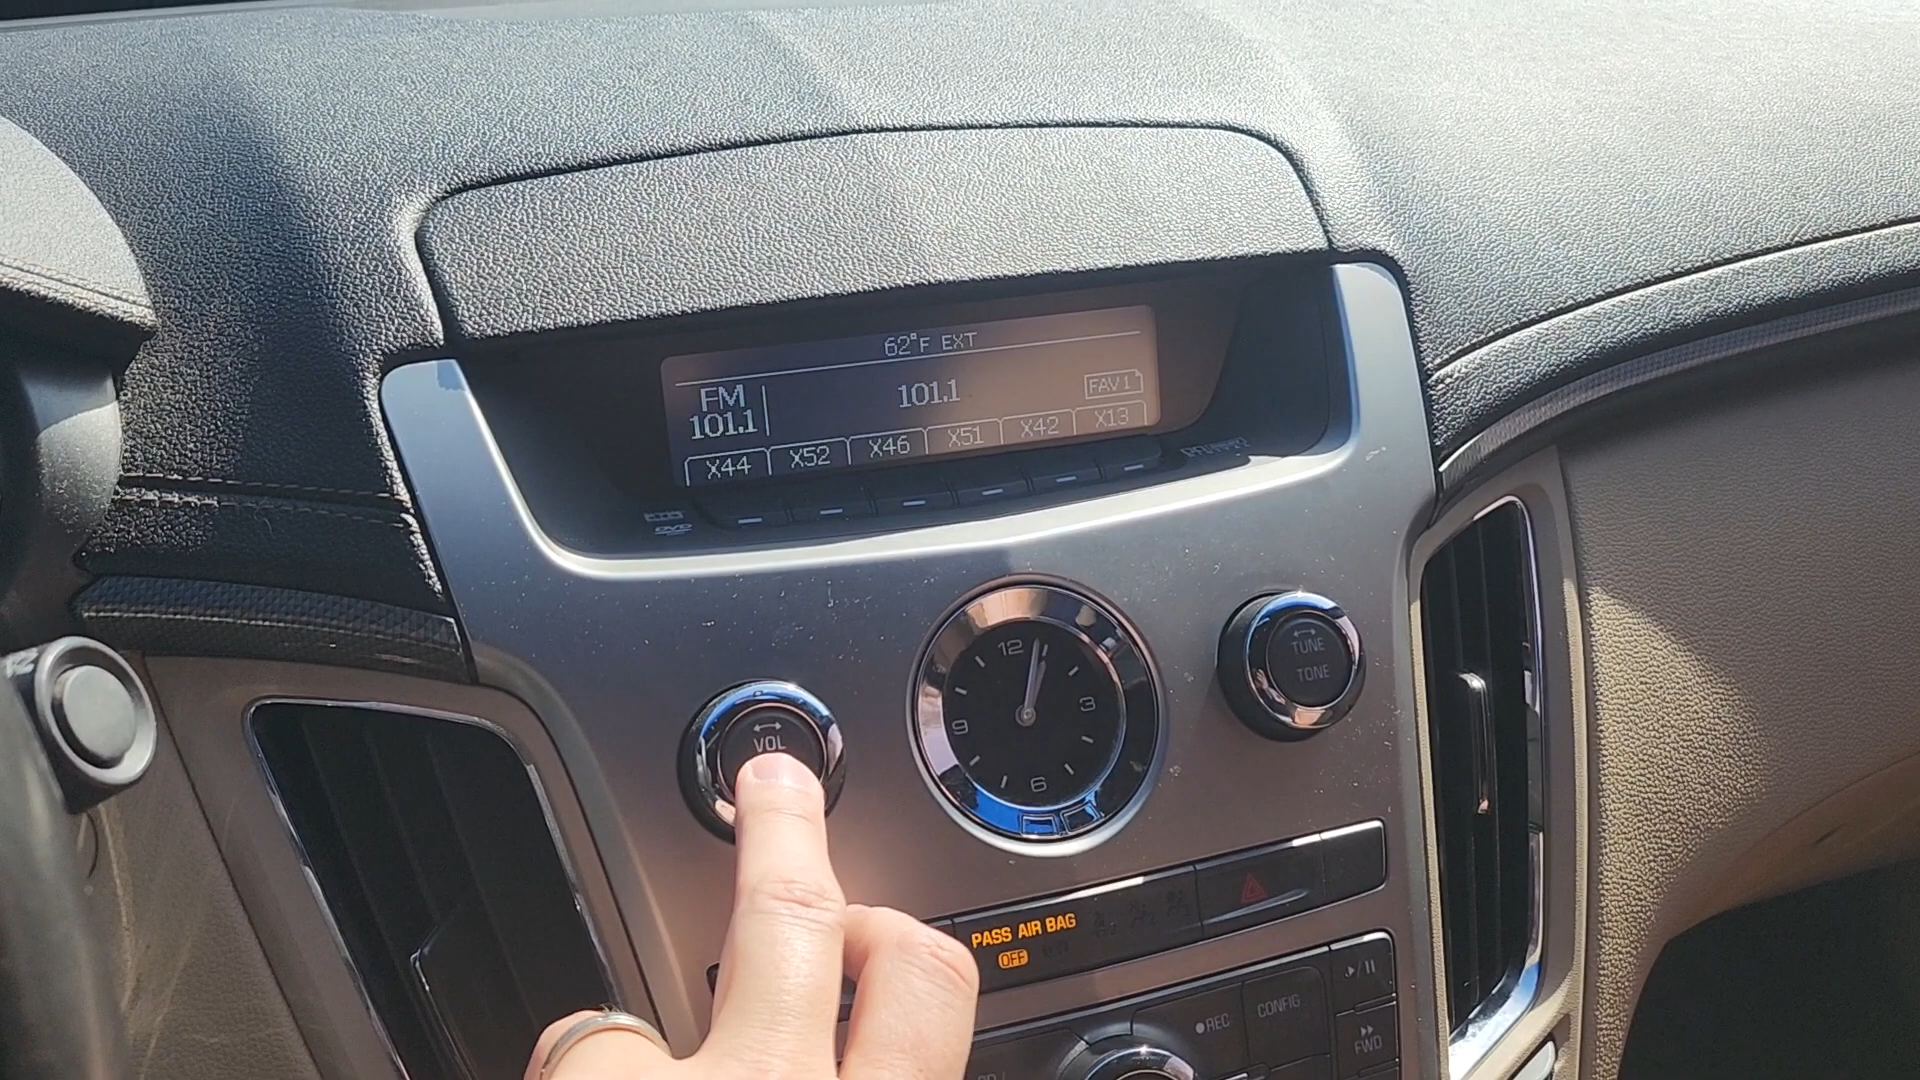 62°F EXT
FM
101.1
101.1
FAV 1
X44 X52 X46 X51 X42 X13
DVD
12
3
6
9
VOL
TUNE
TONE
PASS AIR BAG
OFF
REC
CONFIG
FWD